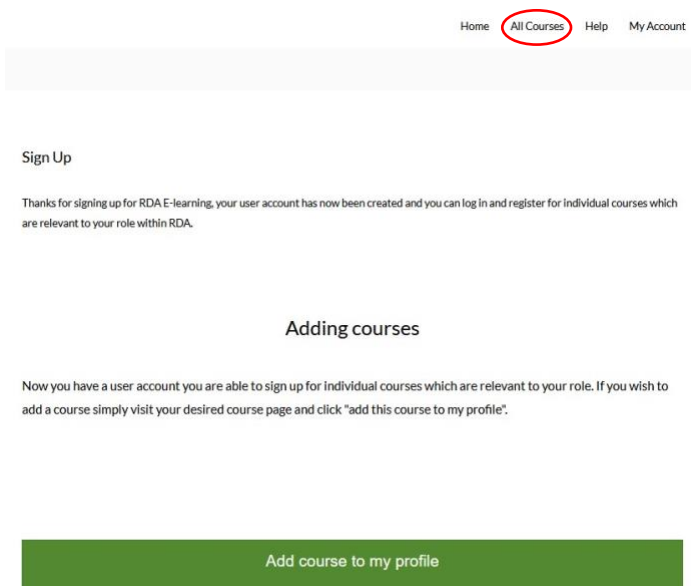 Home All Courses Help My Account
Sign Up
Thanks for signing up for RDA E-learning, your user account has now been created and you can log in and register for individual courses which
are relevant to your role within RDA.
Adding courses
Now you have a user account you are able to sign up for individual courses which are relevant to your role. If you wish to
add a course simply visit your desired course page and click "add this course to my profile".
Add course to my profile